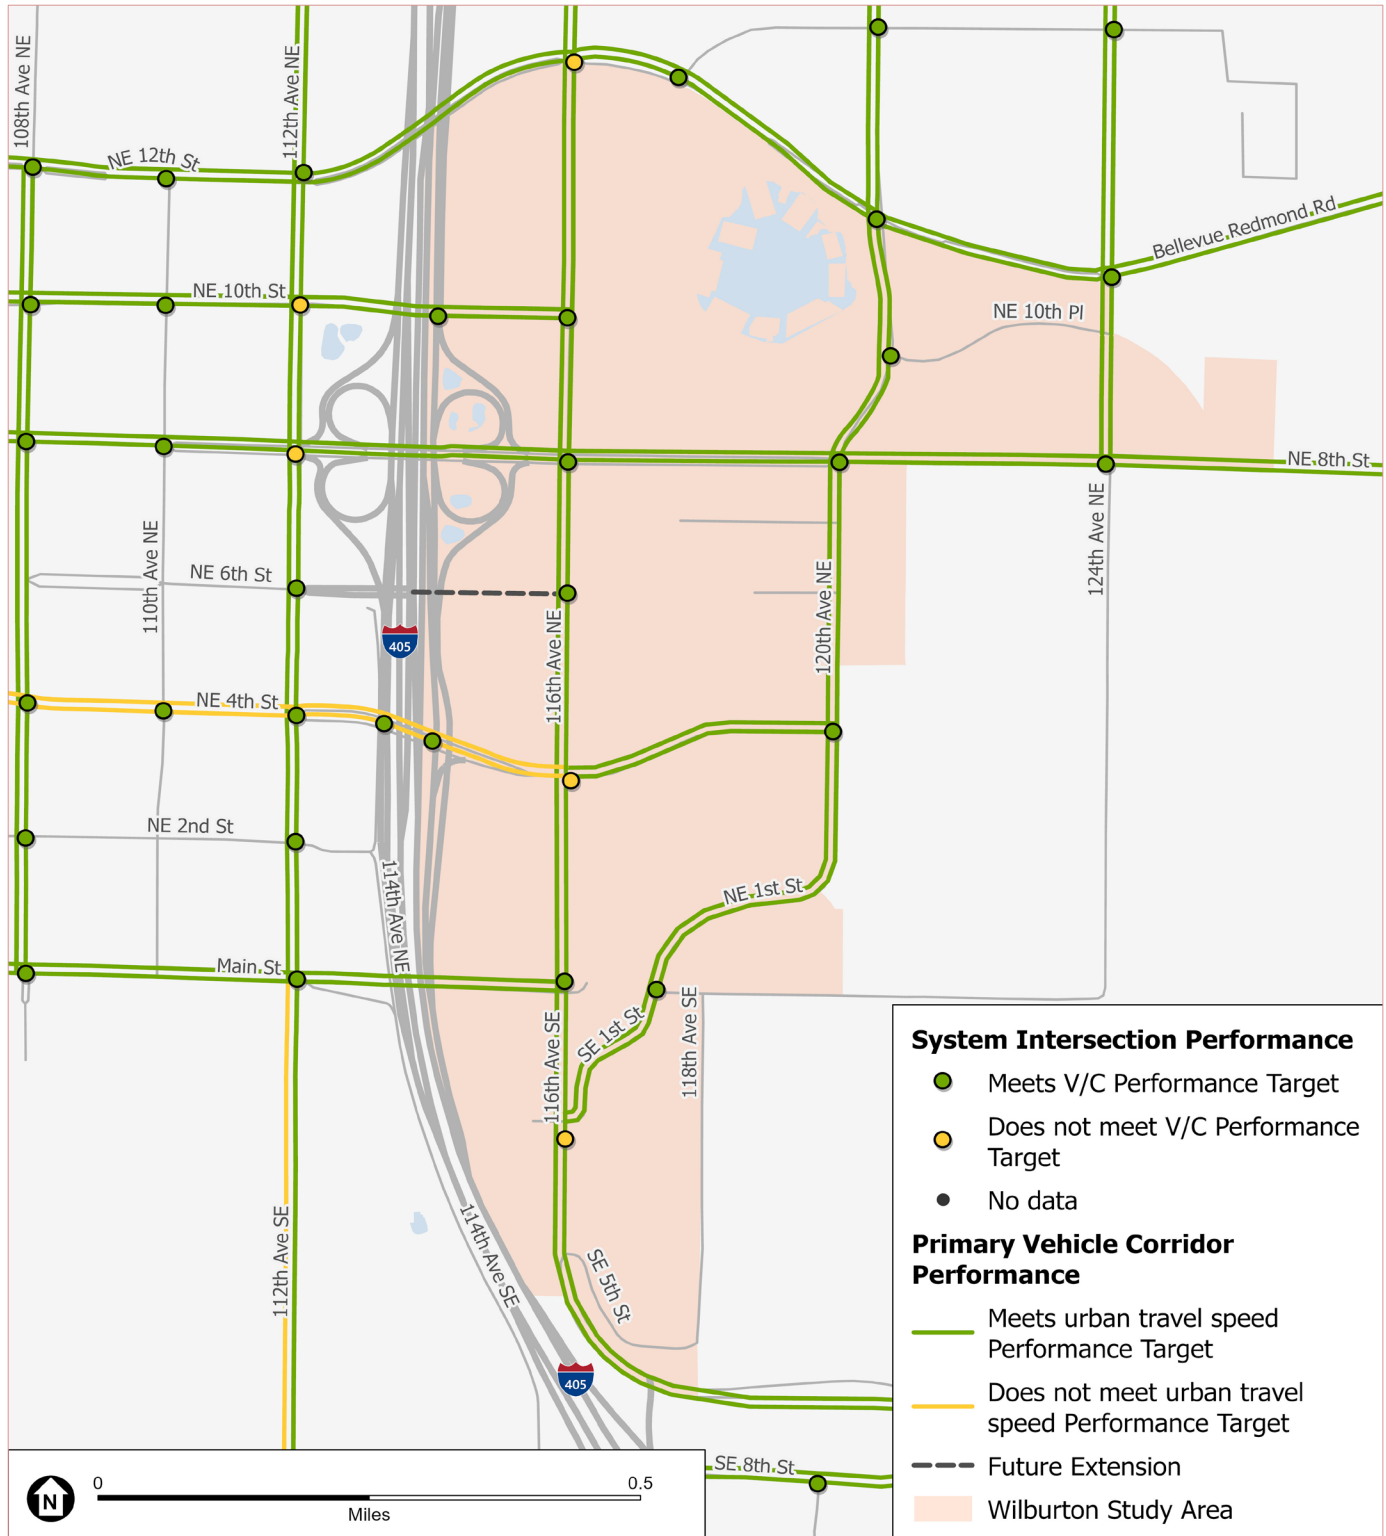 108th Ave NE
112th Ave NE
NE 12th St
Bellevue Redmond Rd
NE 10th St
NE 10th Pl
NE 8th St
110th Ave NE
NE 6th St
124th Ave NE
120th Ave NE
116th Ave NE
405
NE 4th St
NE 2nd St
114th Ave NE
NE 1st St
Main St
116th Ave SE
SE 1st St
118th Ave SE
112th Ave SE
114th Ave SE
SE 5th St
405
SE 8th St
N
0
0.5
Miles
System Intersection Performance
Meets V/C Performance Target
Does not meet V/C Performance
Target
No data
Primary Vehicle Corridor
Performance
Meets urban travel speed
Performance Target
Does not meet urban travel
speed Performance Target
Future Extension
Wilburton Study Area